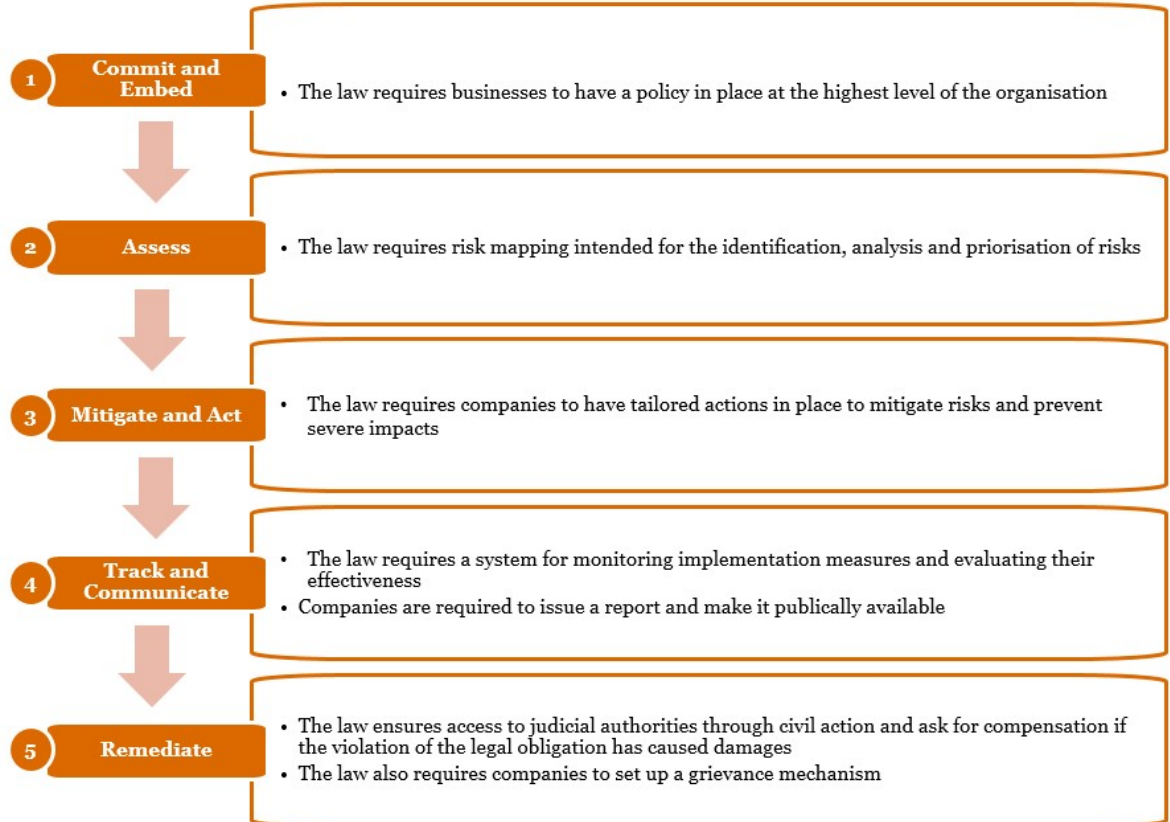 1
Commit and
Embed
• The law requires businesses to have a policy in place at the highest level of the organisation
2
Assess
• The law requires risk mapping intended for the identification, analysis and priorisation of risks
3
Mitigate and Act
• The law requires companies to have tailored actions in place to mitigate risks and prevent
severe impacts
4
Track and
Communicate
• The law requires a system for monitoring implementation measures and evaluating their
effectiveness
• Companies are required to issue a report and make it publically available
5
Remediate
• The law ensures access to judicial authorities through civil action and ask for compensation if
the violation of the legal obligation has caused damages
• The law also requires companies to set up a grievance mechanism